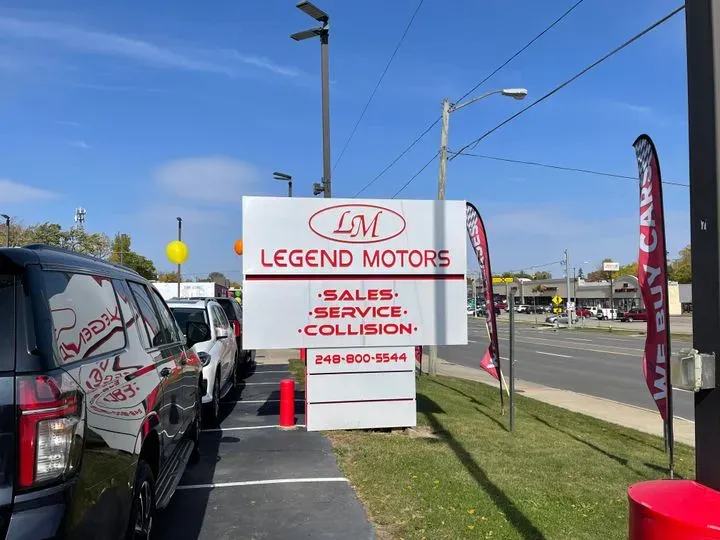 LM
LEGEND MOTORS
·SALES·
·SERVICE·
·COLLISION·
248-800-5544
WE BUY CARS